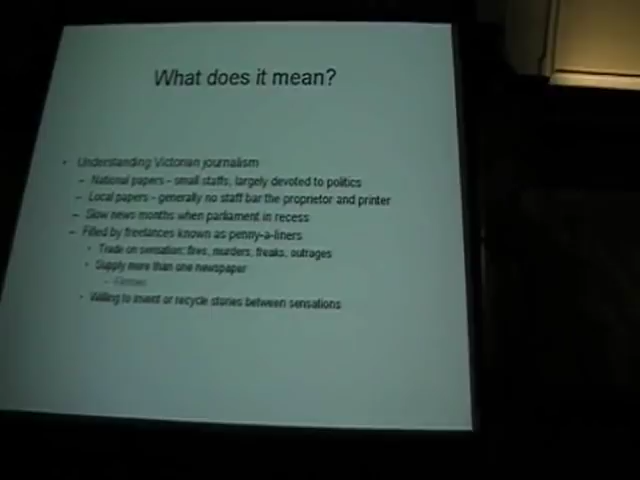 What does it mean?
• Understanding Victorian journalism
– National papers – small staffs, largely devoted to politics
– Local papers – generally no staff bar the proprietor and printer
– Slow news months when parliament in recess
– Filled by freelances known as penny-a-liners
• Trade on sensation: fires, murders, freaks, outrages
• Supply more than one newspaper
• Willing to invent or recycle stories between sensations